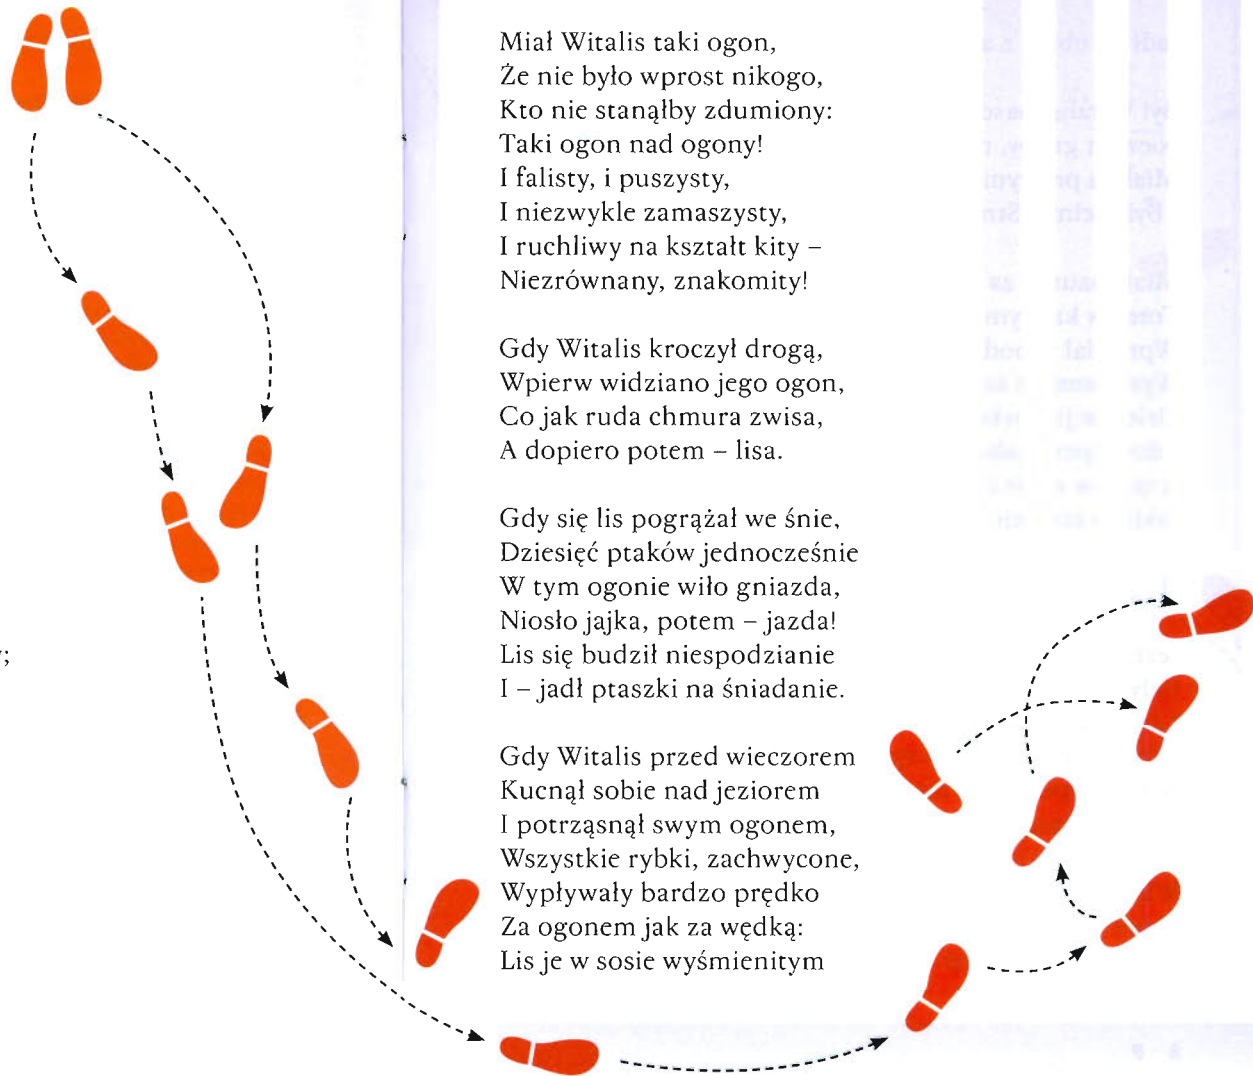 Miał Witalis taki ogon,
Że nie było wprost nikogo,
Kto nie stanąłby zdumiony:
Taki ogon nad ogony!
I falisty, i puszysty,
I niezwykle zamaszysty,
I ruchliwy na kształt kity –
Niezrównany, znakomity!
Gdy Witalis kroczył drogą,
Wpierw widziano jego ogon,
Co jak ruda chmura zwisa,
A dopiero potem – lisa.
Gdy się lis pogrążał we śnie,
Dziesięć ptaków jednocześnie
W tym ogonie wiło gniazda,
Niosło jajka, potem – jazda!
Lis się budził niespodzianie
I – jadł ptaszki na śniadanie.
Gdy Witalis przed wieczorem
Kucnął sobie nad jeziorem
I potrząsnął swym ogonem,
Wszystkie rybki, zachwycone,
Wypływały bardzo prędko
Za ogonem jak za wędką:
Lis je w sosie wyśmienitym